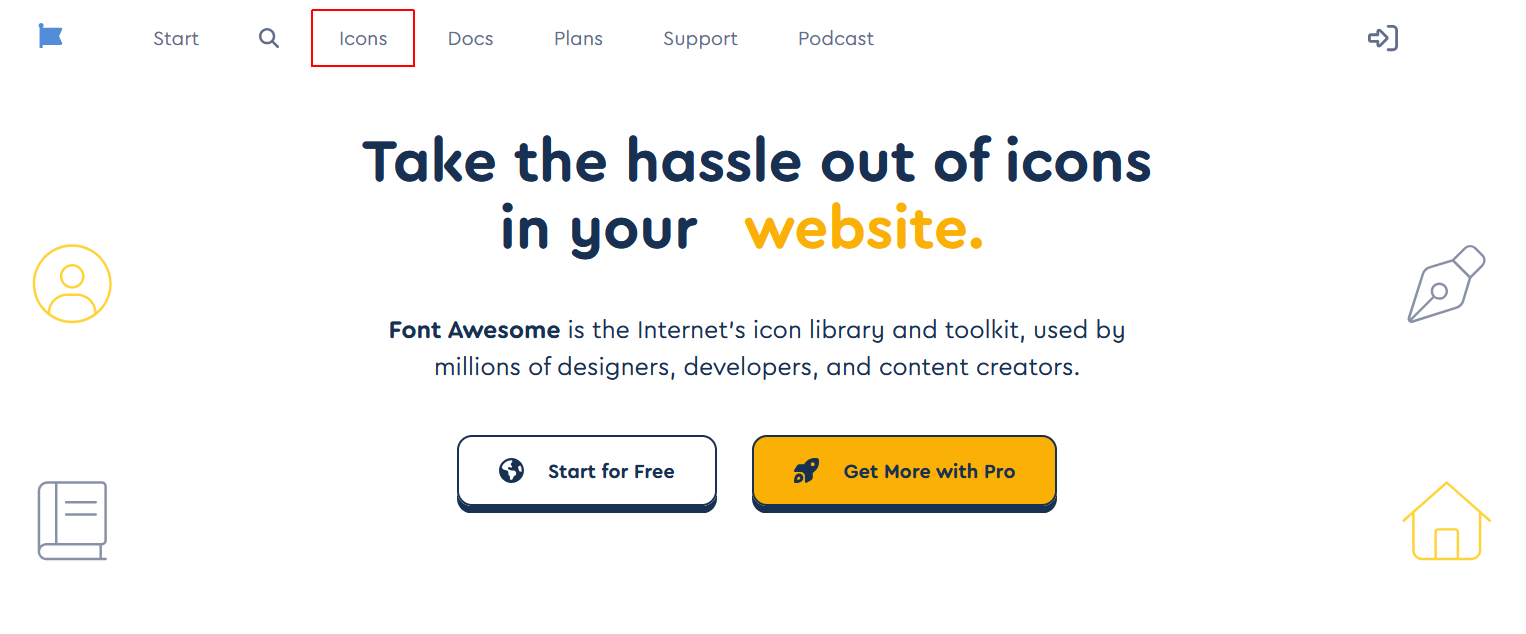 Start Icons Docs Plans Support Podcast
Take the hassle out of icons
in your website.
Font Awesome is the Internet's icon library and toolkit, used by
millions of designers, developers, and content creators.
Start for Free Get More with Pro